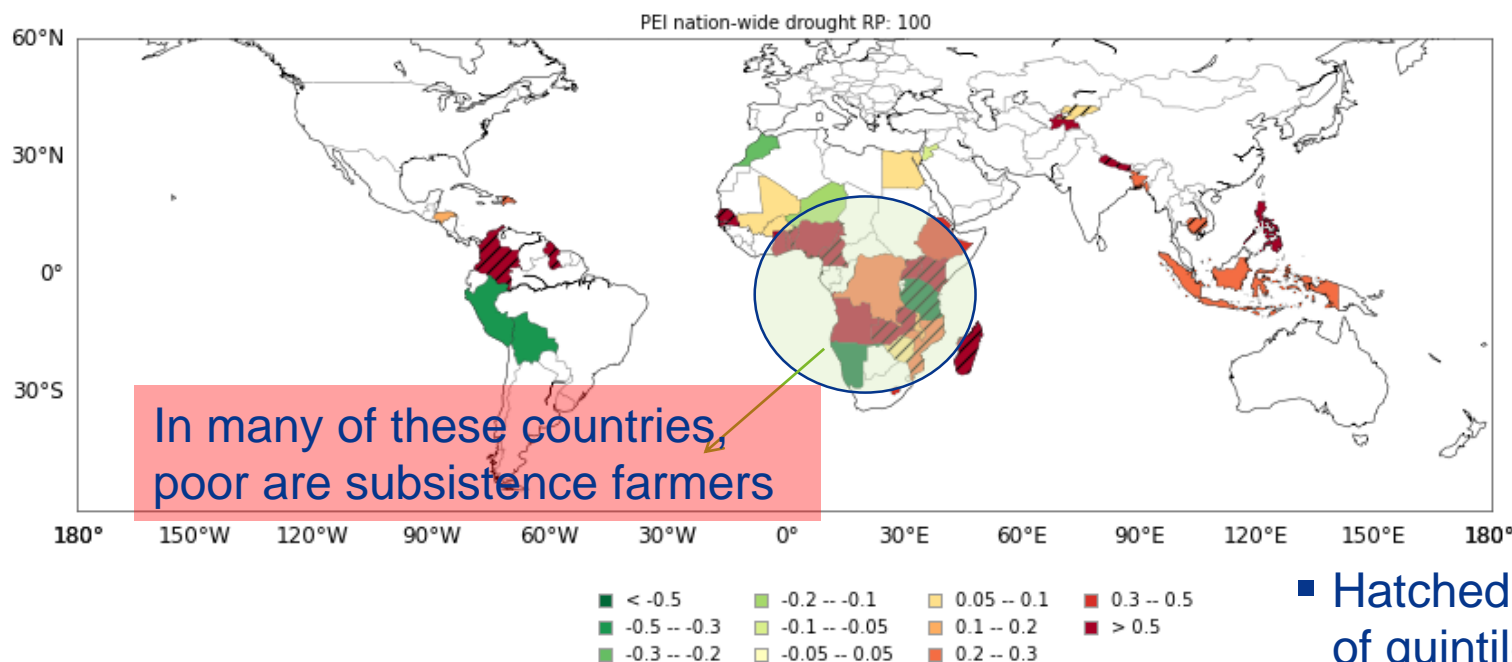 PEI nation-wide drought RP: 100
60°N
30°N
0°
30°S
In many of these countries,
poor are subsistence farmers
180° 150°W 120°W 90°W 60°W 30°W 0° 30°E 60°E 90°E 120°E 150°E 180°
< -0.5 -0.2 -- -0.1 0.05 -- 0.1 0.3 -- 0.5
-0.5 -- -0.3 -0.1 -- -0.05 0.1 -- 0.2 > 0.5
-0.3 -- -0.2 -0.05 -- 0.05 0.2 -- 0.3
▪ Hatched
of quintil